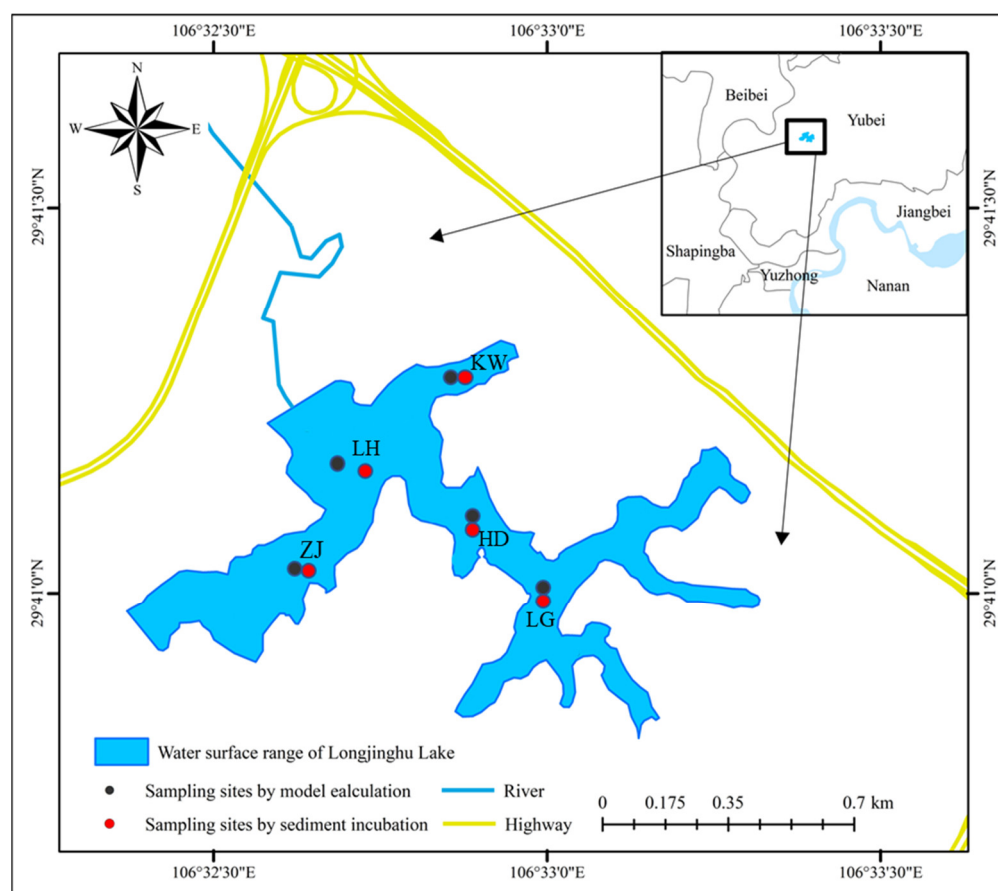 106°32'30"E
106°33'0"E
106°33'30"E
N
W
E
S
Beibei
Yubei
Jiangbei
Shapingba
Yuzhong
Nanan
29°41'30"N
29°41'30"N
KW
LH
HD
ZJ
LG
29°41'0"N
29°41'0"N
Water surface range of Longjinghu Lake
Sampling sites by model ealculation
River
Sampling sites by sediment incubation
Highway
0 0.175 0.35 0.7 km
106°32'30"E
106°33'0"E
106°33'30"E